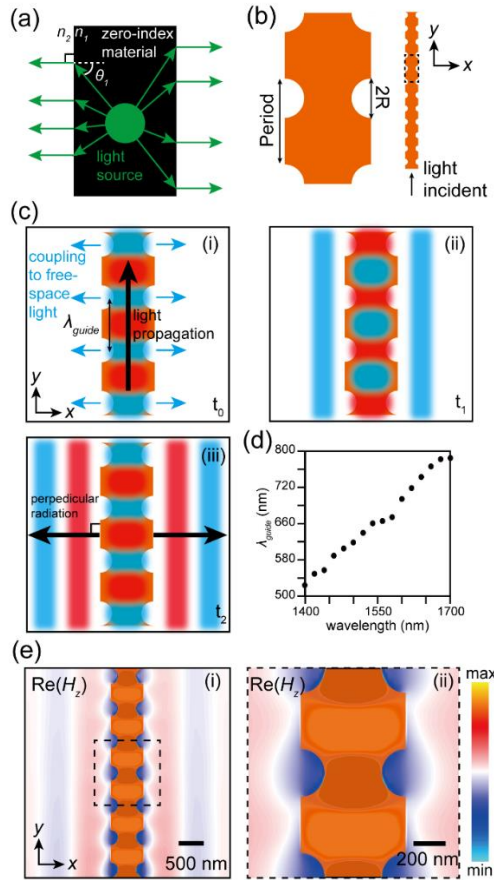 (a)
n2 n1
zero-index
material
θ1
light
source
(b)
Period
2R
y
x
light
incident
(c)
(i)
coupling
to free-
space
light
λguide
light
propagation
y
x
t0
(ii)
t1
(iii)
perpedicular
radiation
t2
(d)
800
720
660
580
500
λguide (nm)
1400
1550
1700
wavelength (nm)
(e)
Re(Hz)
(i)
y
x
500 nm
Re(Hz)
(ii)
200 nm
max
min